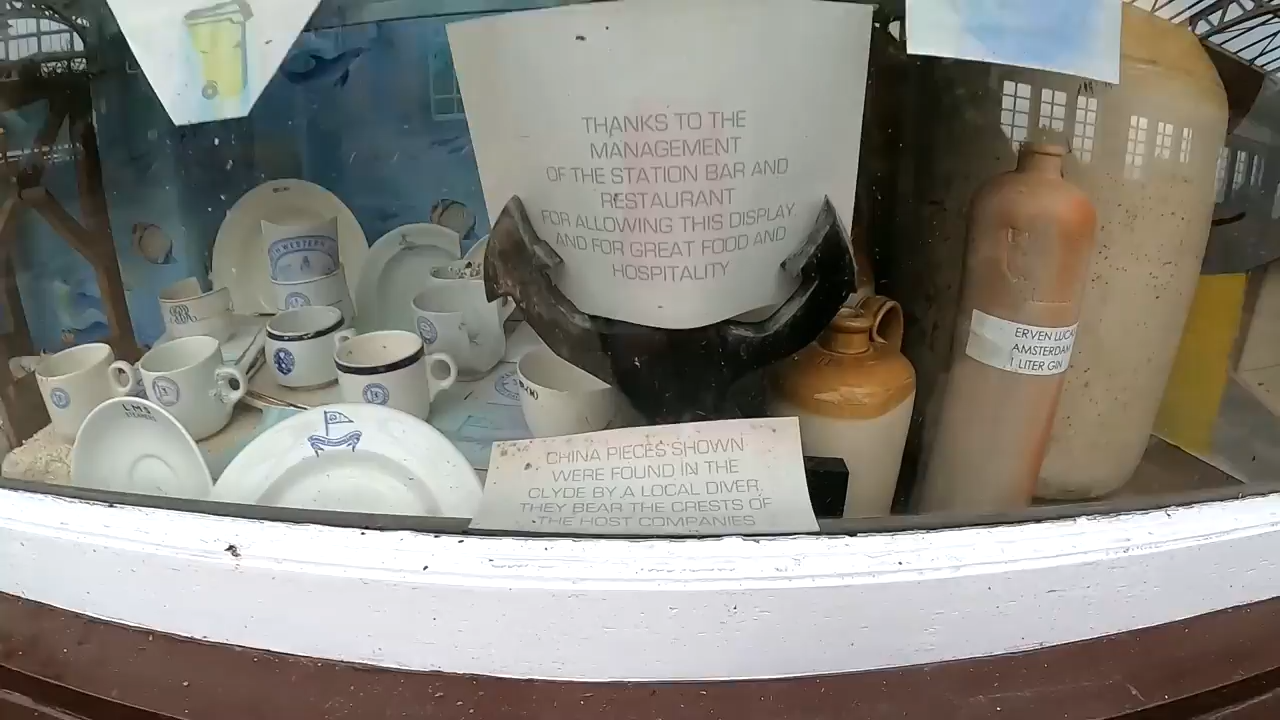 THANKS TO THE
MANAGEMENT
OF THE STATION BAR AND
RESTAURANT
FOR ALLOWING THIS DISPLAY.
AND FOR GREAT FOOD AND
HOSPITALITY
CHINA PIECES SHOWN
WERE FOUND IN THE
CLYDE BY A LOCAL DIVER,
THEY BEAR THE CRESTS OF
THE HOST COMPANIES
ERVEN
AMSTERDAM
1 LITER GIN
LMS
STEAMERS
WESTERN